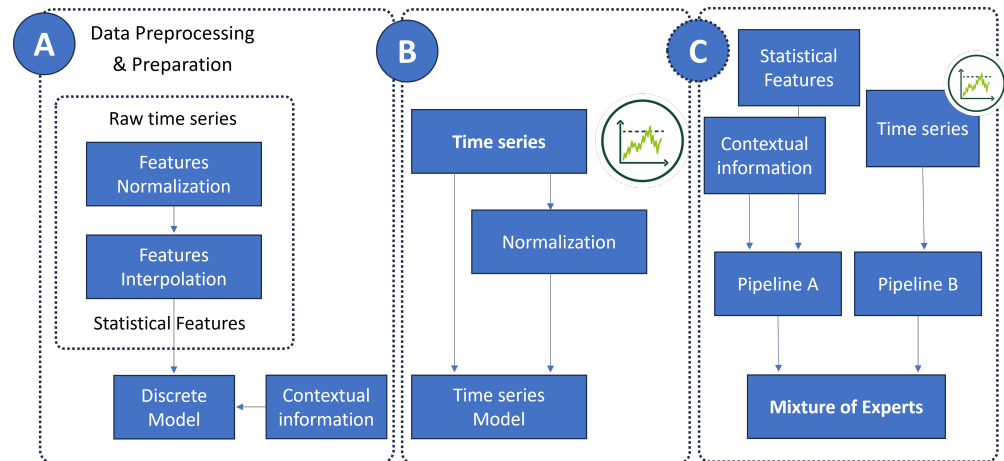 A
Data Preprocessing
& Preparation
Raw time series
Features
Normalization
Features
Interpolation
Statistical Features
Discrete
Model
Contextual
information
B
Time series
Normalization
Time series
Model
C
Statistical
Features
Contextual
information
Time series
Pipeline A
Pipeline B
Mixture of Experts